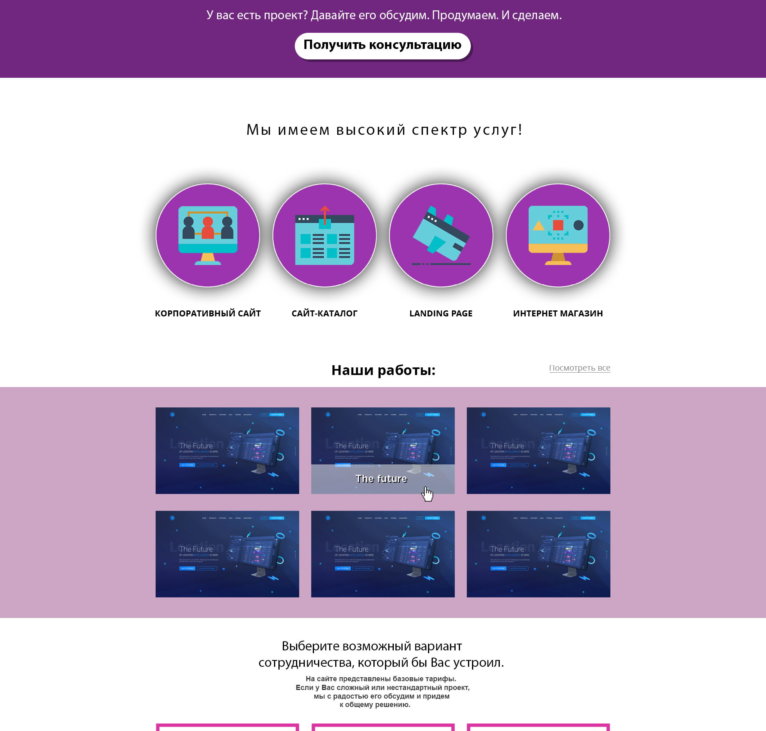 У вас есть проект? Давайте его обсудим. Продумаем. И сделаем.
Получить консультацию
Мы имеем высокий спектр услуг!
КОРПОРАТИВНЫЙ САЙТ
САЙТ-КАТАЛОГ
LANDING PAGE
ИНТЕРНЕТ МАГАЗИН
Наши работы:
Посмотреть все
The Future
The Future
The Future
The future
The Future
The Future
The Future
Выберите возможный вариант
сотрудничества, который бы Вас устроил.
На сайте представлены базовые тарифы.
Если у Вас сложный или нестандартный проект,
мы с радостью его обсудим и придем
к общему решению.